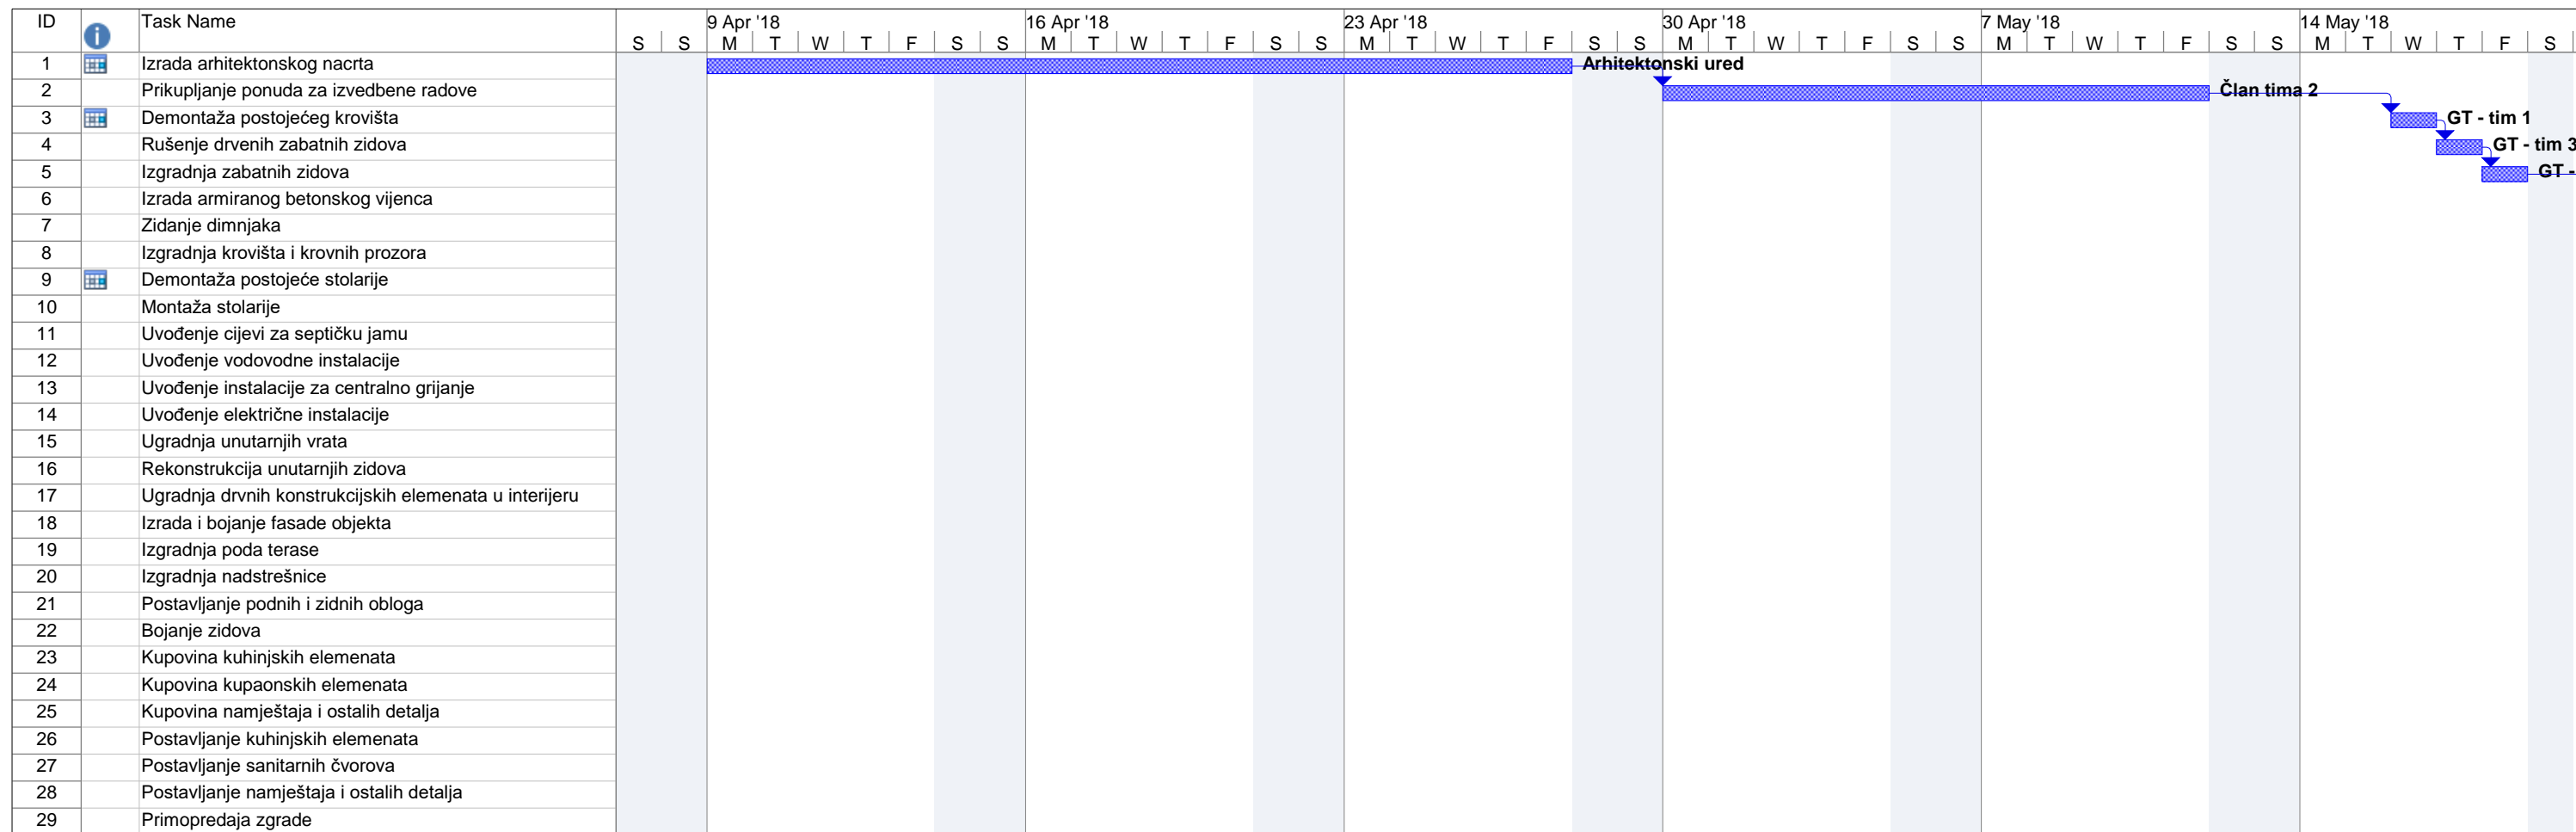 ID Task Name 9 Apr '18 16 Apr '18 23 Apr '18 30 Apr '18 7 May '18 14 May '18
S S M T W T F S S M T W T F S S M T W T F S S M T W T F S S M T W T F S S M T W T F S
1 Izrada arhitektonskog nacrta Arhitektonski ured
2 Prikupljanje ponuda za izvedbene radove Član tima 2
3 Demontaža postojećeg krovišta GT - tim 1
4 Rušenje drvenih zabatnih zidova GT - tim 3
5 Izgradnja zabatnih zidova GT -
6 Izrada armiranog betonskog vijenca
7 Zidanje dimnjaka
8 Izgradnja krovišta i krovnih prozora
9 Demontaža postojeće stolarije
10 Montaža stolarije
11 Uvođenje cijevi za septičku jamu
12 Uvođenje vodovodne instalacije
13 Uvođenje instalacije za centralno grijanje
14 Uvođenje električne instalacije
15 Ugradnja unutarnjih vrata
16 Rekonstrukcija unutarnjih zidova
17 Ugradnja drvnih konstrukcijskih elemenata u interijeru
18 Izrada i bojanje fasade objekta
19 Izgradnja poda terase
20 Izgradnja nadstrešnice
21 Postavljanje podnih i zidnih obloga
22 Bojanje zidova
23 Kupovina kuhinjskih elemenata
24 Kupovina kupaonskih elemenata
25 Kupovina namještaja i ostalih detalja
26 Postavljanje kuhinjskih elemenata
27 Postavljanje sanitarnih čvorova
28 Postavljanje namještaja i ostalih detalja
29 Primopredaja zgrade